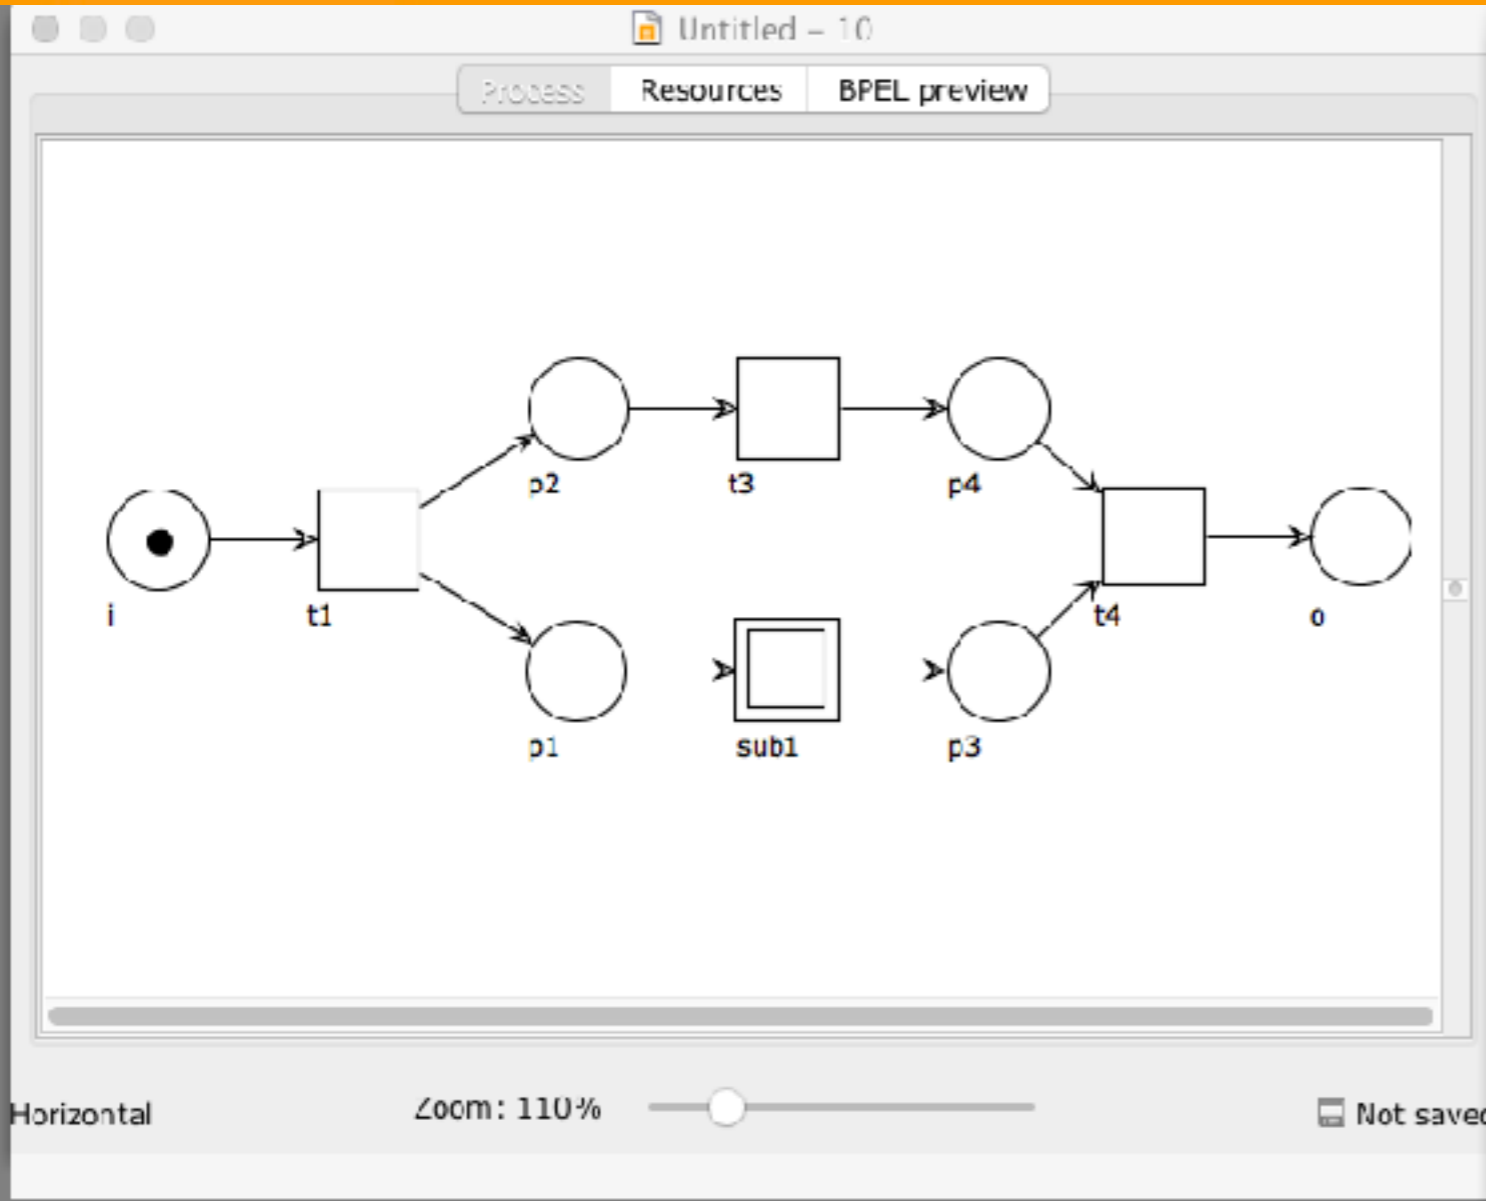 Untitled – 10
Process Resources BPEL preview
p2 t3 p4
i t1 t4 o
p1 sub1 p3
Horizontal Zoom: 110% Not saved